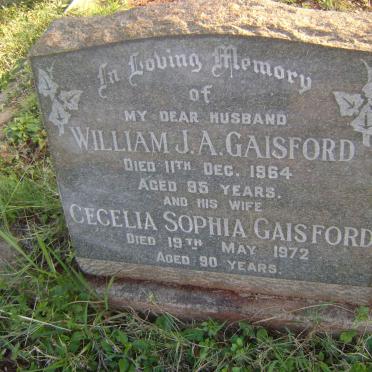 In Loving Memory
of
MY DEAR HUSBAND
WILLIAM J.A. GAISFORD
DIED 11TH DEC. 1964
AGED 85 YEARS.
AND HIS WIFE
CECELIA SOPHIA GAISFORD
DIED 19TH MAY 1972
AGED 90 YEARS.